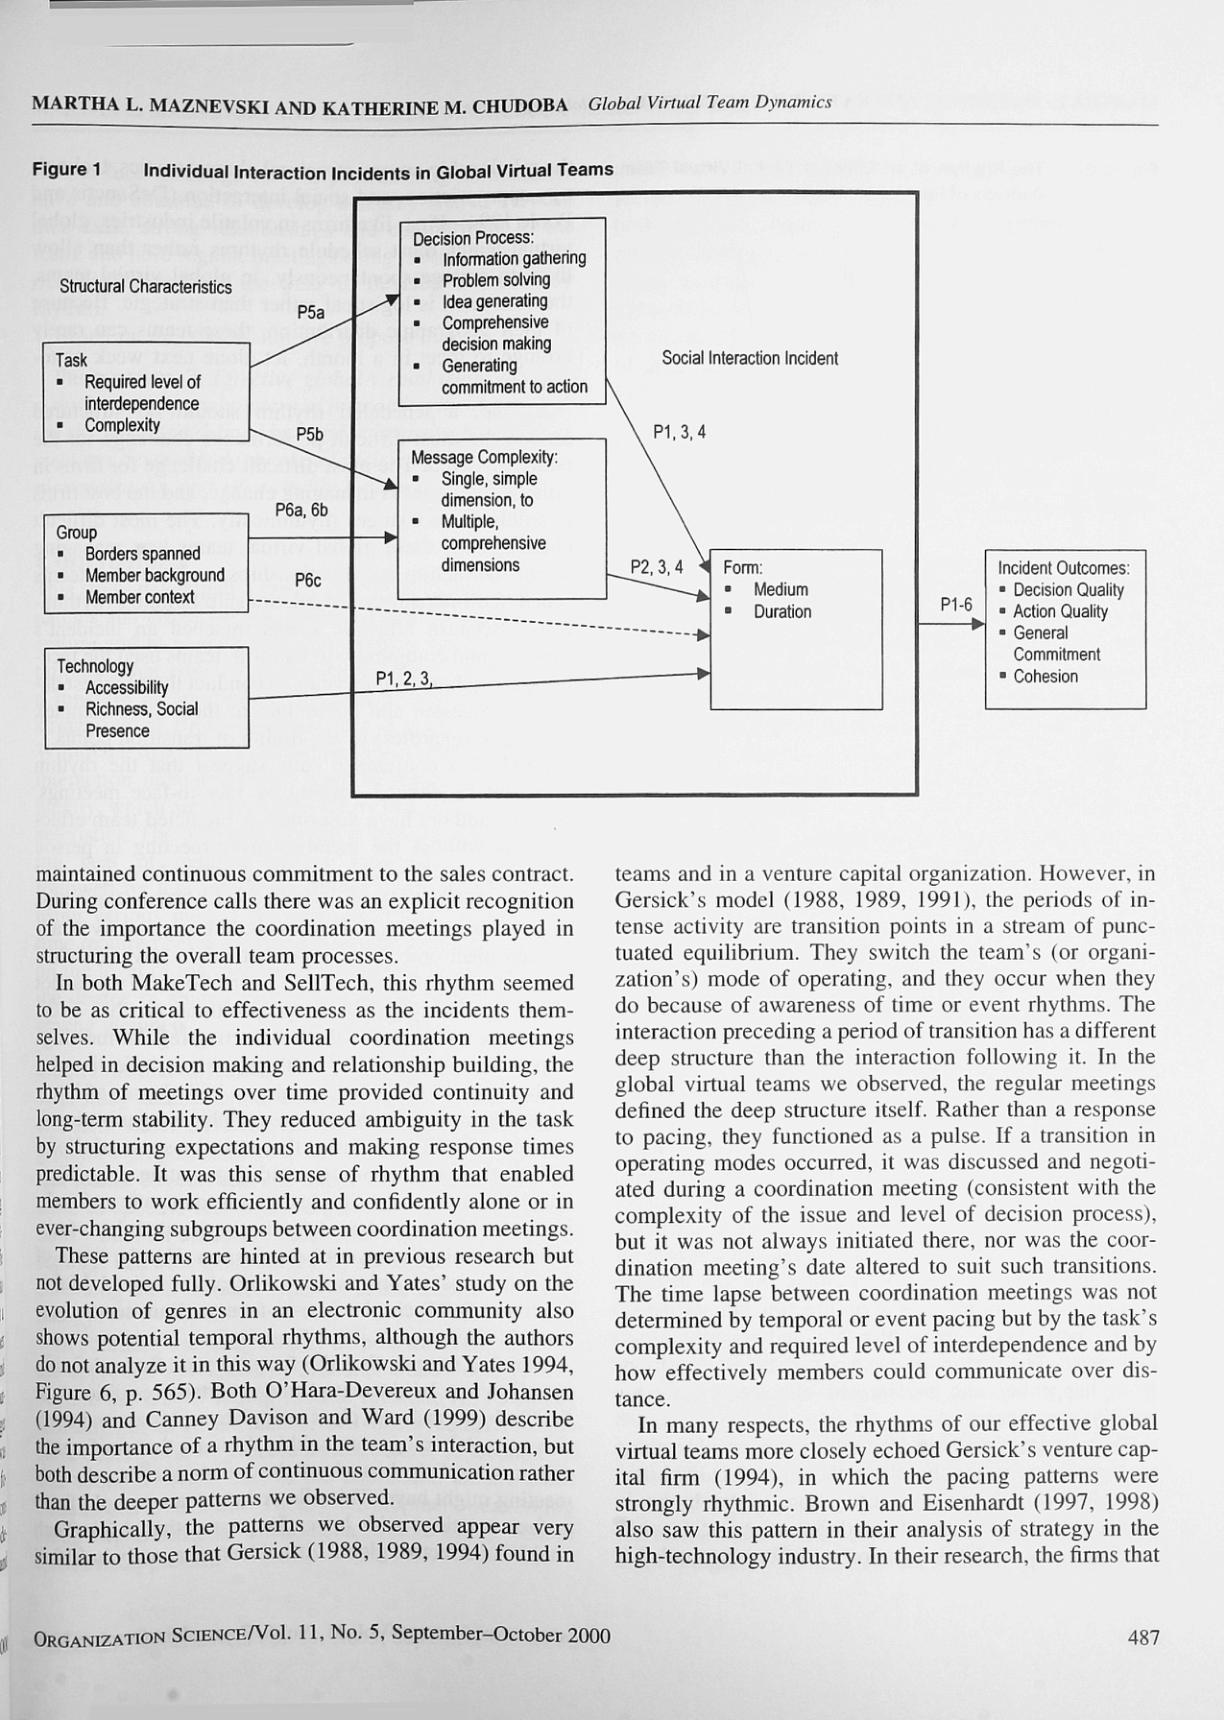 MARTHA L. MAZNEVSKI AND KATHERINE M. CHUDOBA Global Virtual Team Dynamics
Figure 1 Individual Interaction Incidents in Global Virtual Teams
Structural Characteristics
Task
▪ Required level of
interdependence
▪ Complexity
Group
▪ Borders spanned
▪ Member background
▪ Member context
Technology
▪ Accessibility
▪ Richness, Social
Presence
P5a
P5b
P6a, 6b
P6c
P1, 2, 3,
Decision Process:
▪ Information gathering
▪ Problem solving
▪ Idea generating
▪ Comprehensive
decision making
▪ Generating
commitment to action
Message Complexity:
▪ Single, simple
dimension, to
▪ Multiple,
comprehensive
dimensions
Social Interaction Incident
P1, 3, 4
P2, 3, 4
Form:
▪ Medium
▪ Duration
P1-6
Incident Outcomes:
▪ Decision Quality
▪ Action Quality
▪ General
Commitment
▪ Cohesion
maintained continuous commitment to the sales contract.
During conference calls there was an explicit recognition
of the importance the coordination meetings played in
structuring the overall team processes.
In both MakeTech and SellTech, this rhythm seemed
to be as critical to effectiveness as the incidents them-
selves. While the individual coordination meetings
helped in decision making and relationship building, the
rhythm of meetings over time provided continuity and
long-term stability. They reduced ambiguity in the task
by structuring expectations and making response times
predictable. It was this sense of rhythm that enabled
members to work efficiently and confidently alone or in
ever-changing subgroups between coordination meetings.
These patterns are hinted at in previous research but
not developed fully. Orlikowski and Yates' study on the
evolution of genres in an electronic community also
shows potential temporal rhythms, although the authors
do not analyze it in this way (Orlikowski and Yates 1994,
Figure 6, p. 565). Both O'Hara-Devereux and Johansen
(1994) and Canney Davison and Ward (1999) describe
the importance of a rhythm in the team's interaction, but
both describe a norm of continuous communication rather
than the deeper patterns we observed.
Graphically, the patterns we observed appear very
similar to those that Gersick (1988, 1989, 1994) found in
teams and in a venture capital organization. However, in
Gersick's model (1988, 1989, 1991), the periods of in-
tense activity are transition points in a stream of punc-
tuated equilibrium. They switch the team's (or organi-
zation's) mode of operating, and they occur when they
do because of awareness of time or event rhythms. The
interaction preceding a period of transition has a different
deep structure than the interaction following it. In the
global virtual teams we observed, the regular meetings
defined the deep structure itself. Rather than a response
to pacing, they functioned as a pulse. If a transition in
operating modes occurred, it was discussed and negoti-
ated during a coordination meeting (consistent with the
complexity of the issue and level of decision process),
but it was not always initiated there, nor was the coor-
dination meeting's date altered to suit such transitions.
The time lapse between coordination meetings was not
determined by temporal or event pacing but by the task's
complexity and required level of interdependence and by
how effectively members could communicate over dis-
tance.
In many respects, the rhythms of our effective global
virtual teams more closely echoed Gersick's venture cap-
ital firm (1994), in which the pacing patterns were
strongly rhythmic. Brown and Eisenhardt (1997, 1998)
also saw this pattern in their analysis of strategy in the
high-technology industry. In their research, the firms that
ORGANIZATION SCIENCE/Vol. 11, No. 5, September–October 2000
487